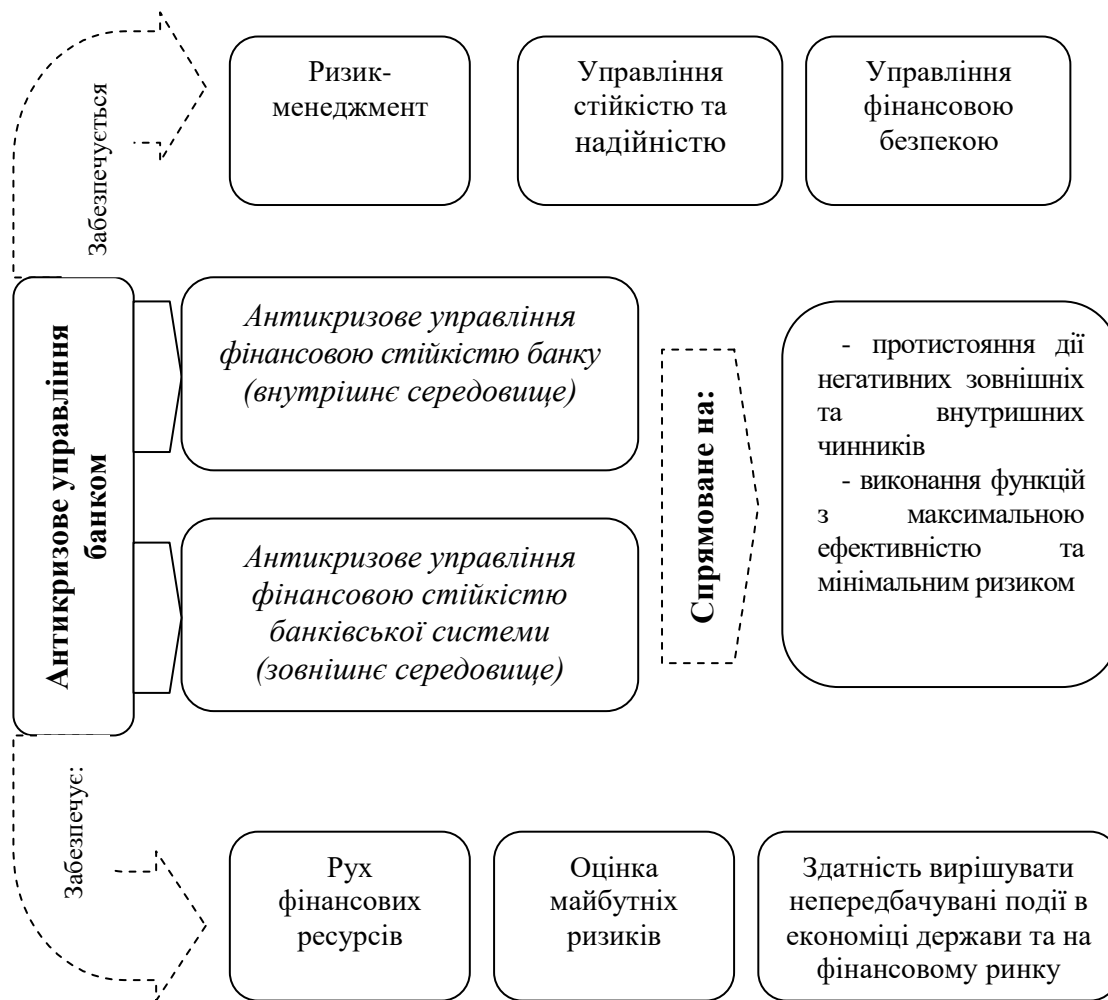 Забезпечується
Ризик-
менеджмент
Управління
стійкістю та
надійністю
Управління
фінансовою
безпекою
Антикризове управління
банком
Антикризове управління
фінансовою стійкістю банку
(внутрішнє середовище)
Антикризове управління
фінансовою стійкістю
банківської системи
(зовнішнє середовище)
Спрямоване на:
- протистояння дії
негативних зовнішніх
та внутришних
чинників
- виконання функцій
з максимальною
ефективністю та
мінімальним ризиком
Забезпечує:
Рух
фінансових
ресурсів
Оцінка
майбутніх
ризиків
Здатність вирішувати
непередбачувані події в
економіці держави та на
фінансовому ринку